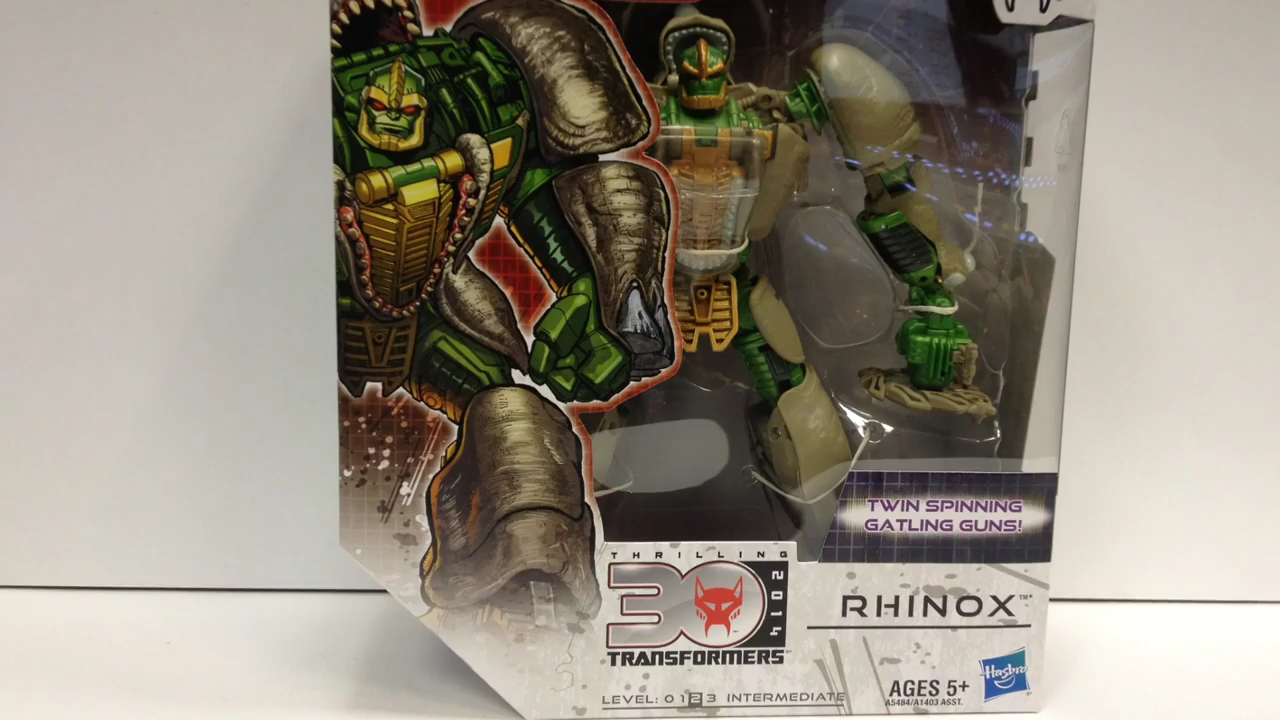 TWIN SPINNING
GATLING GUNS!
THRILLING
30
2014
TRANSFORMERS
RHINOX™*
LEVEL: 0 1 2 3 INTERMEDIATE
AGES 5+
A5484/A1403 ASST.
Hasbro